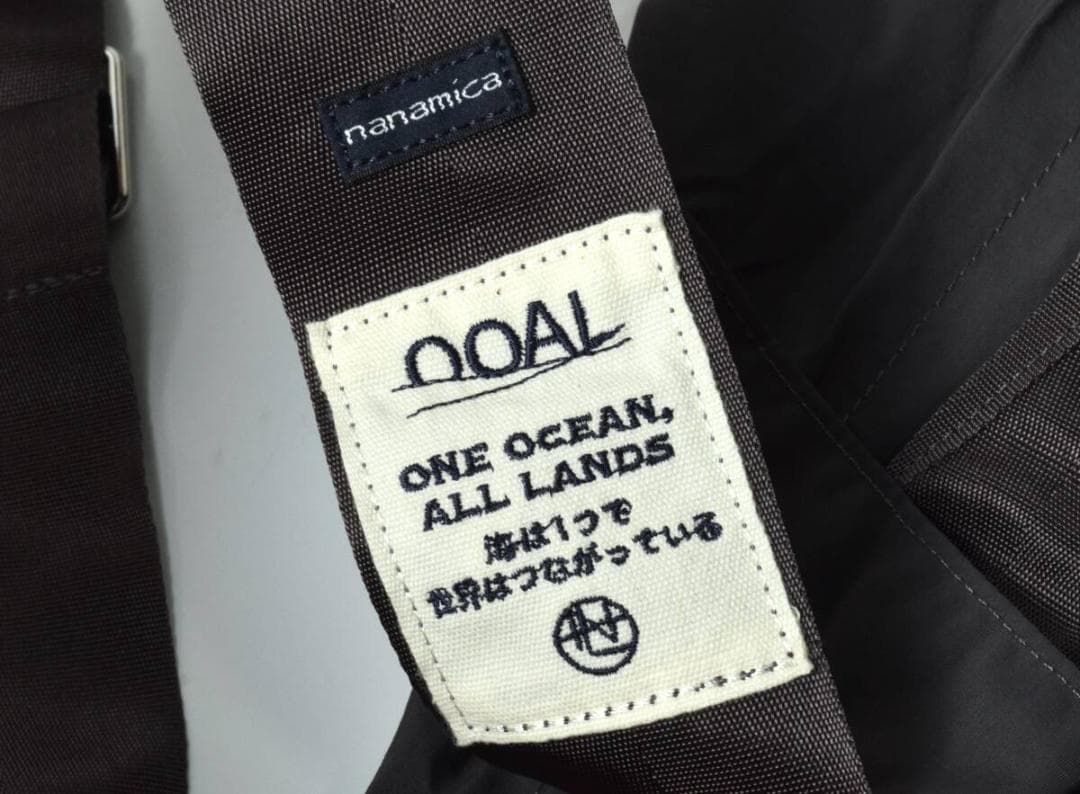 nanamica
OOAL
ONE OCEAN,
ALL LANDS
海は1つで
世界はつながっている